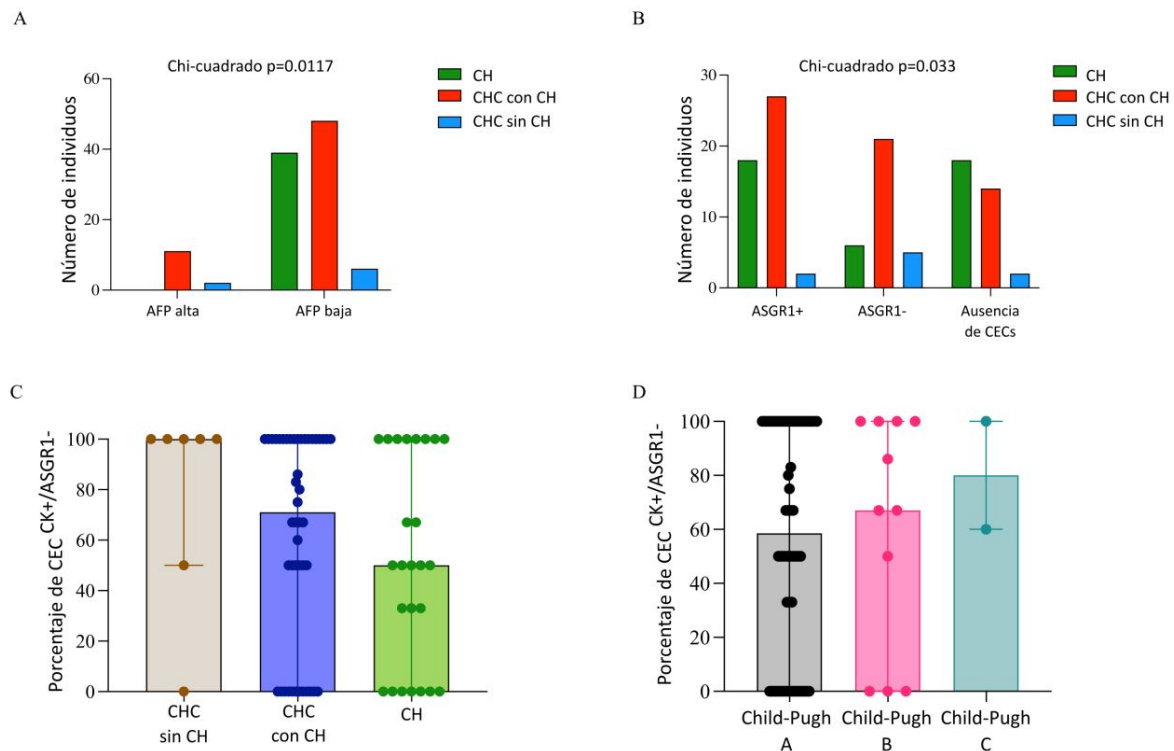 A
Chi-cuadrado p=0.0117
CH
CHC con CH
CHC sin CH
Número de individuos
60
40
20
0
AFP alta
AFP baja
B
Chi-cuadrado p=0.033
CH
CHC con CH
CHC sin CH
Número de individuos
30
20
10
0
ASGR1+
ASGR1-
Ausencia
de CECs
C
Porcentaje de CEC CK+/ASGR1-
100
80
60
40
20
0
CHC
sin CH
CHC
con CH
CH
D
Porcentaje de CEC CK+/ASGR1-
100
80
60
40
20
0
Child-Pugh
A
Child-Pugh
B
Child-Pugh
C